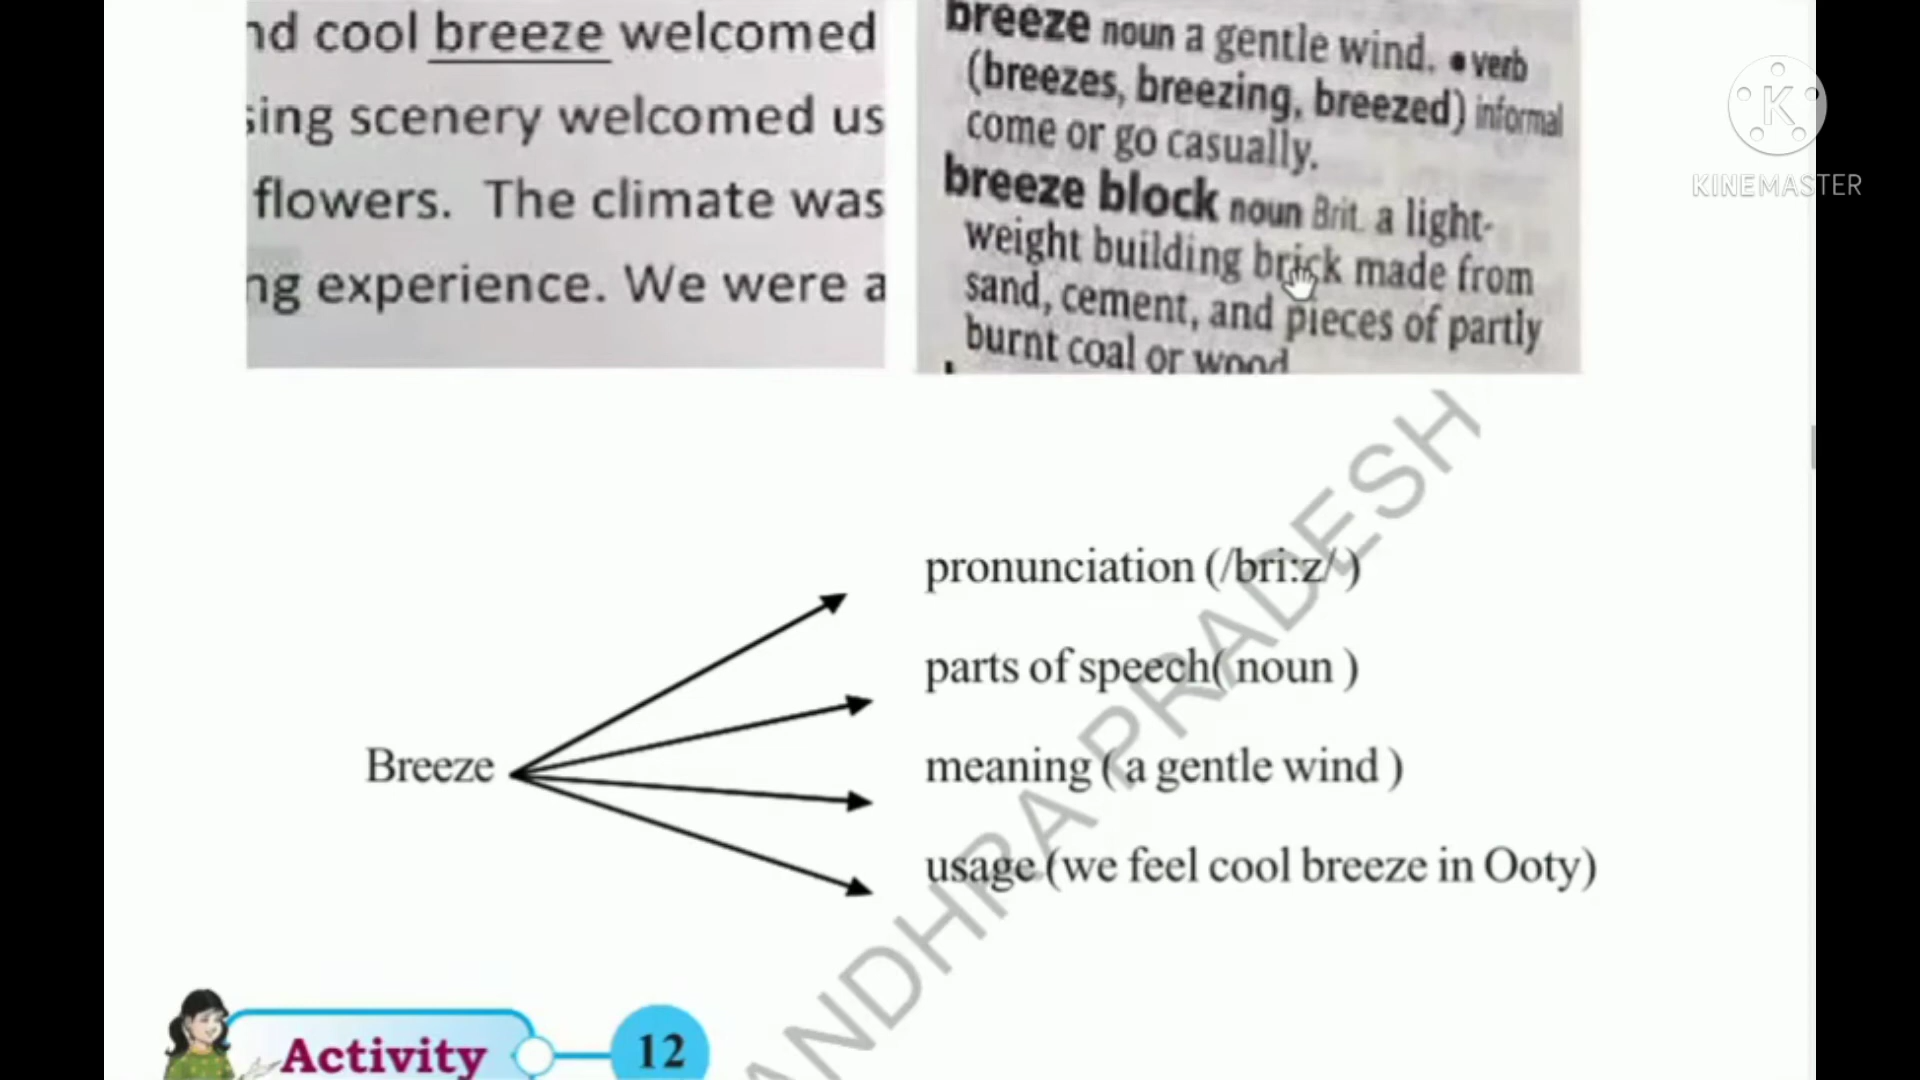 nd cool breeze welcomed
sing scenery welcomed us
flowers. The climate was
ng experience. We were a
breeze noun a gentle wind. • verb
(breezes, breezing, breezed) informal
come or go casually.
breeze block noun Brit. a light-
weight building brick made from
sand, cement, and pieces of partly
burnt coal or wood
K
KINEMASTER
pronunciation (/bri:z/ )
parts of speech( noun )
Breeze
meaning ( a gentle wind )
usage (we feel cool breeze in Ooty)
ANDHRA PRADESH
Activity 12